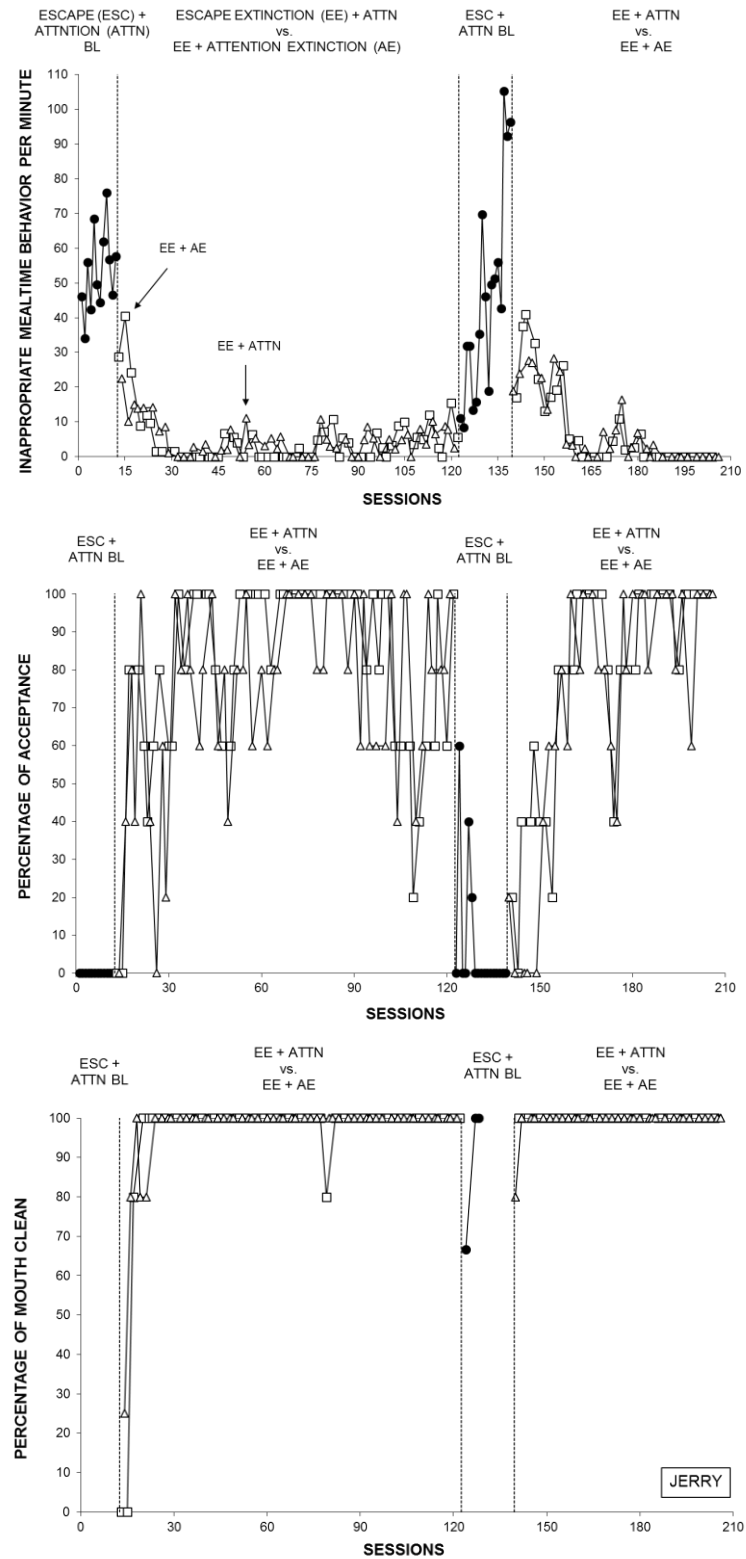 ESCAPE (ESC) +
ATTNTION (ATTN)
BL
ESCAPE EXTINCTION (EE) + ATTN
vs.
EE + ATTENTION EXTINCTION (AE)
ESC +
ATTN BL
EE + ATTN
vs.
EE + AE
INAPPROPRIATE MEALTIME BEHAVIOR PER MINUTE
110
100
90
80
70
60
50
40
30
20
10
0
EE + AE
EE + ATTN
0 15 30 45 60 75 90 105 120 135 150 165 180 195 210
SESSIONS
ESC +
ATTN BL
EE + ATTN
vs.
EE + AE
ESC +
ATTN BL
EE + ATTN
vs.
EE + AE
PERCENTAGE OF ACCEPTANCE
100
90
80
70
60
50
40
30
20
10
0
0 30 60 90 120 150 180 210
SESSIONS
ESC +
ATTN BL
EE + ATTN
vs.
EE + AE
ESC +
ATTN BL
EE + ATTN
vs.
EE + AE
PERCENTAGE OF MOUTH CLEAN
100
90
80
70
60
50
40
30
20
10
0
JERRY
0 30 60 90 120 150 180 210
SESSIONS